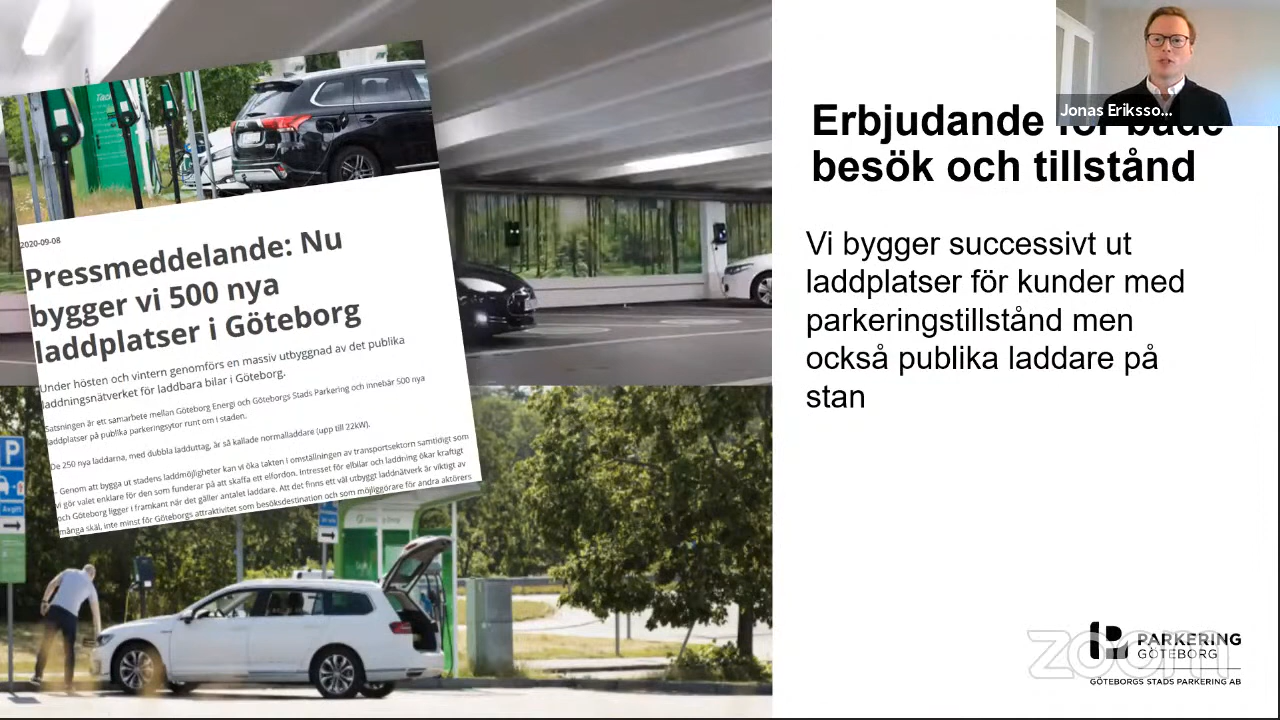 Jonas Eriksso...
Erbjudande för både
besök och tillstånd
Vi bygger successivt ut
laddplatser för kunder med
parkeringstillstånd men
också publika laddare på
stan
2020-09-08
Pressmeddelande: Nu
bygger vi 500 nya
laddplatser i Göteborg
Under hösten och vintern genomförs en massiv utbyggnad av det publika
laddningsnätverket för laddbara bilar i Göteborg.
Satsningen är ett samarbete mellan Göteborg Energi och Göteborgs Stads Parkering och innebär 500 nya
laddplatser på publika parkeringsytor runt om i staden.
De 250 nya laddarna, med dubbla ladduttag, är så kallade normalladdare (upp till 22kW).
- Genom att bygga ut stadens laddmöjligheter kan vi öka takten i omställningen av transportsektorn samtidigt som
vi gör valet enklare för den som funderar på att skaffa ett elfordon. Intresset för elbilar och laddning ökar kraftigt
och Göteborg ligger i framkant när det gäller antalet laddare. Att det finns ett väl utbyggt laddnätverk är viktigt av
många skäl, inte minst för Göteborgs attraktivitet som besöksdestination och som möjliggörare för andra aktörers
P
Avgift
zoom
PARKERING
GÖTEBORG
GÖTEBORGS STADS PARKERING AB